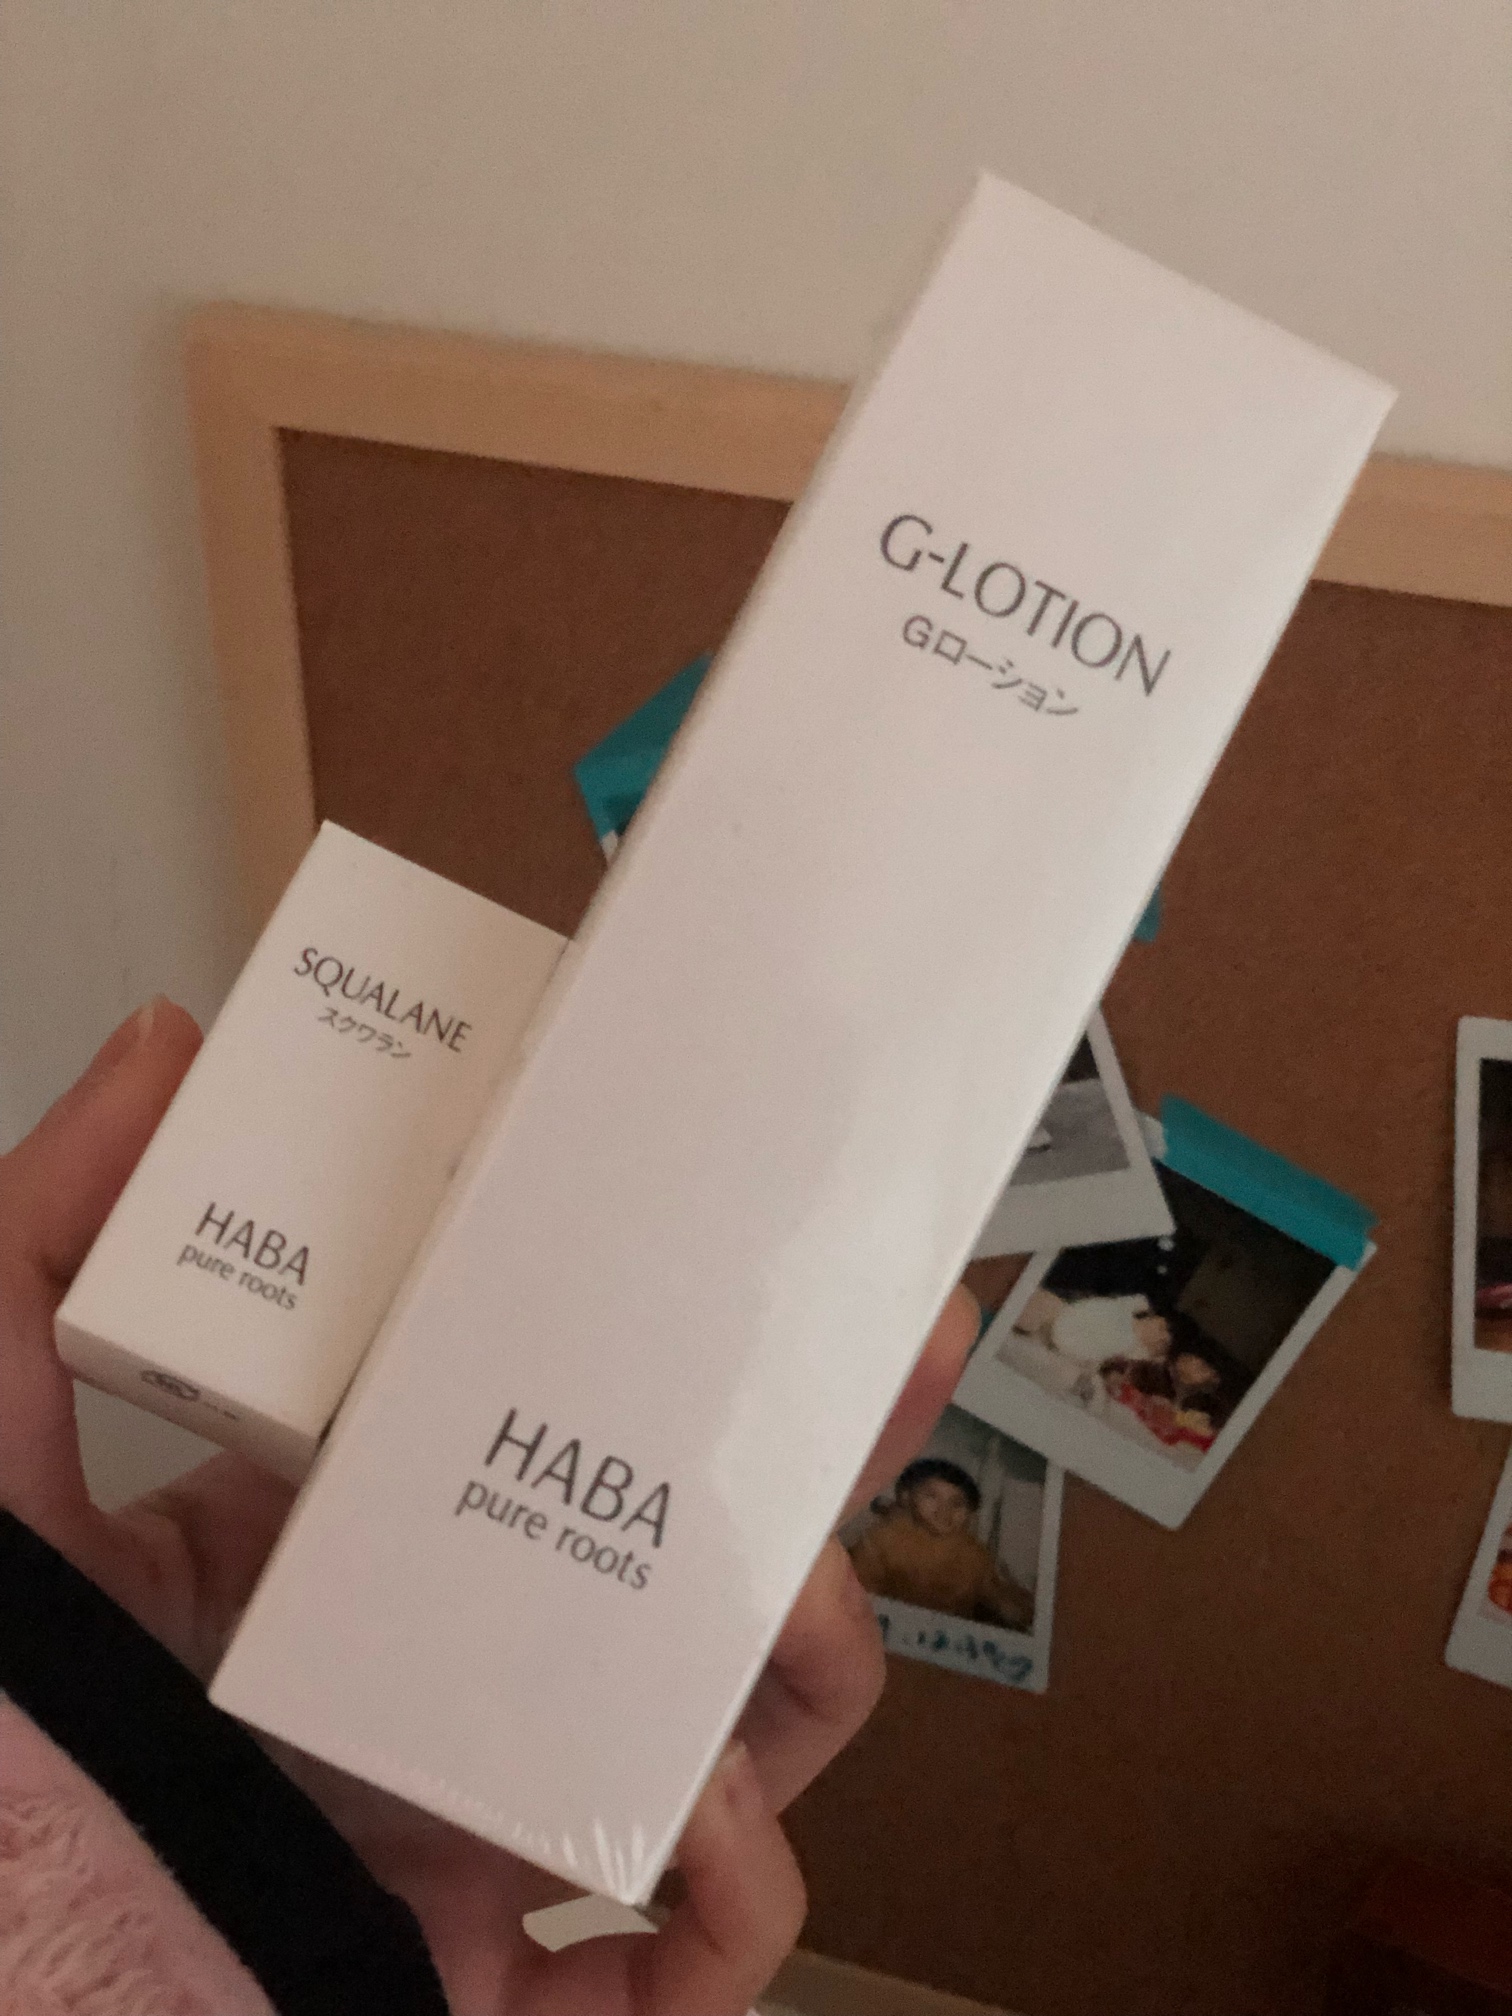 G-LOTION
Gローション
HABA
pure roots
SQUALANE
スクワラン
HABA
pure roots